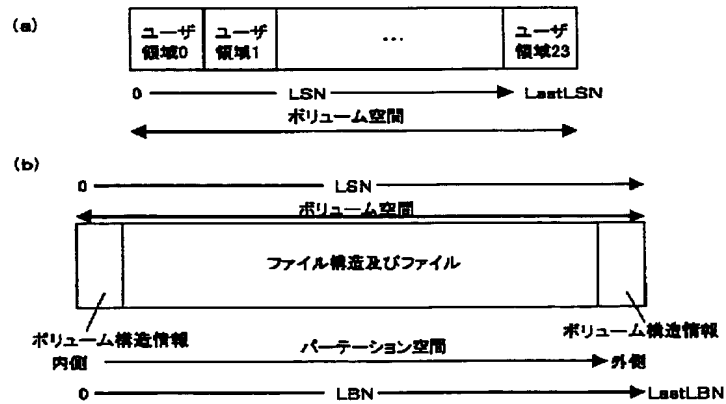 (a)
ユーザ領域0
ユーザ領域1
...
ユーザ領域23
0
LSN
LastLSN
ボリューム空間
(b)
0
LSN
ボリューム空間
ファイル構造及びファイル
ボリューム構造情報
ボリューム構造情報
内側
パーテーション空間
外側
0
LBN
LastLBN